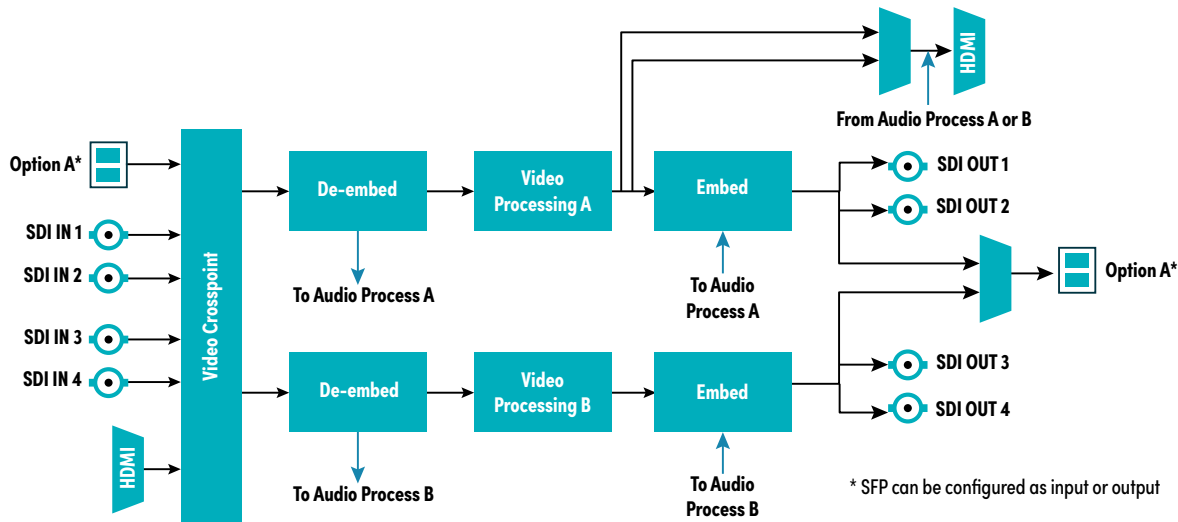 Option A*
SDI IN 1
SDI IN 2
SDI IN 3
SDI IN 4
HDMI
Video Crosspoint
De-embed
To Audio Process A
Video
Processing A
Embed
To Audio
Process A
De-embed
To Audio Process B
Video
Processing B
Embed
To Audio
Process B
HDMI
From Audio Process A or B
SDI OUT 1
SDI OUT 2
Option A*
SDI OUT 3
SDI OUT 4
* SFP can be configured as input or output